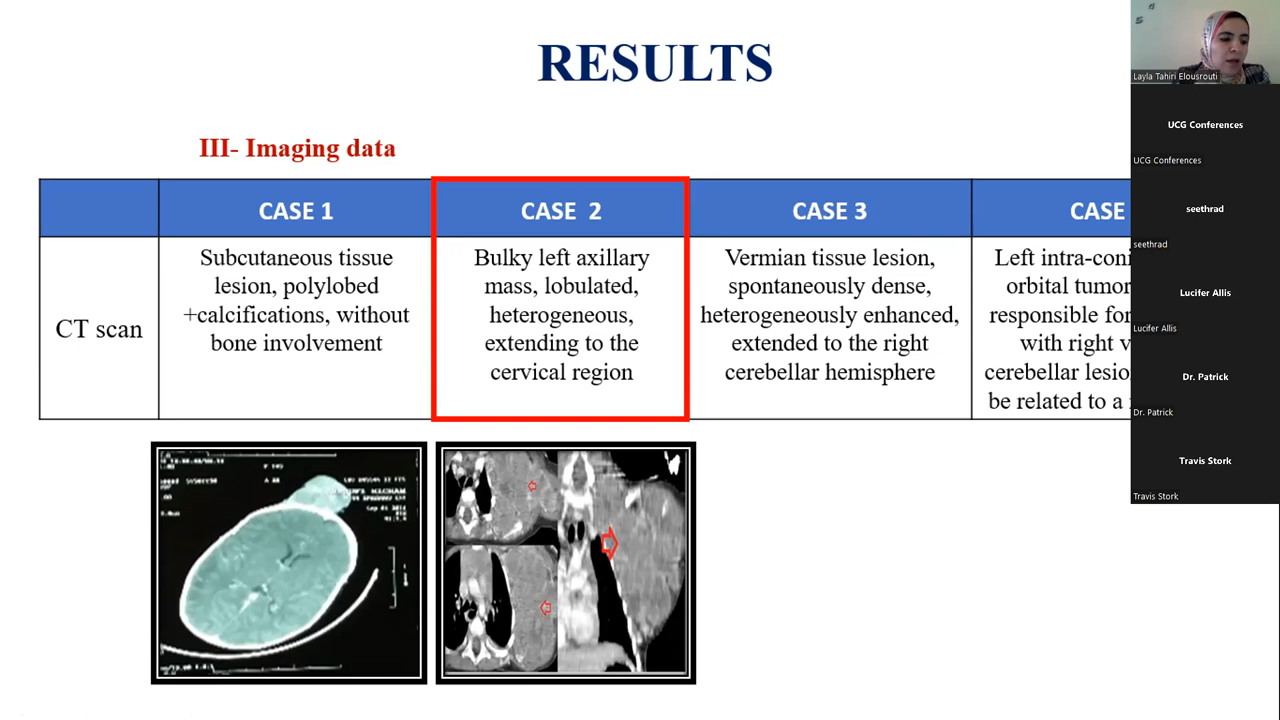 RESULTS
III- Imaging data
CASE 1
CASE 2
CASE 3
CASE
CT scan
Subcutaneous tissue
lesion, polylobed
+calcifications, without
bone involvement
Bulky left axillary
mass, lobulated,
heterogeneous,
extending to the
cervical region
Vermian tissue lesion,
spontaneously dense,
heterogeneously enhanced,
extended to the right
cerebellar hemisphere
Left intra-coni
orbital tumor
responsible for
with right v
cerebellar lesio
be related to a
Layla Tahiri Elousrouti
UCG Conferences
UCG Conferences
seethrad
seethrad
Lucifer Allis
Lucifer Allis
Dr. Patrick
Dr. Patrick
Travis Stork
Travis Stork